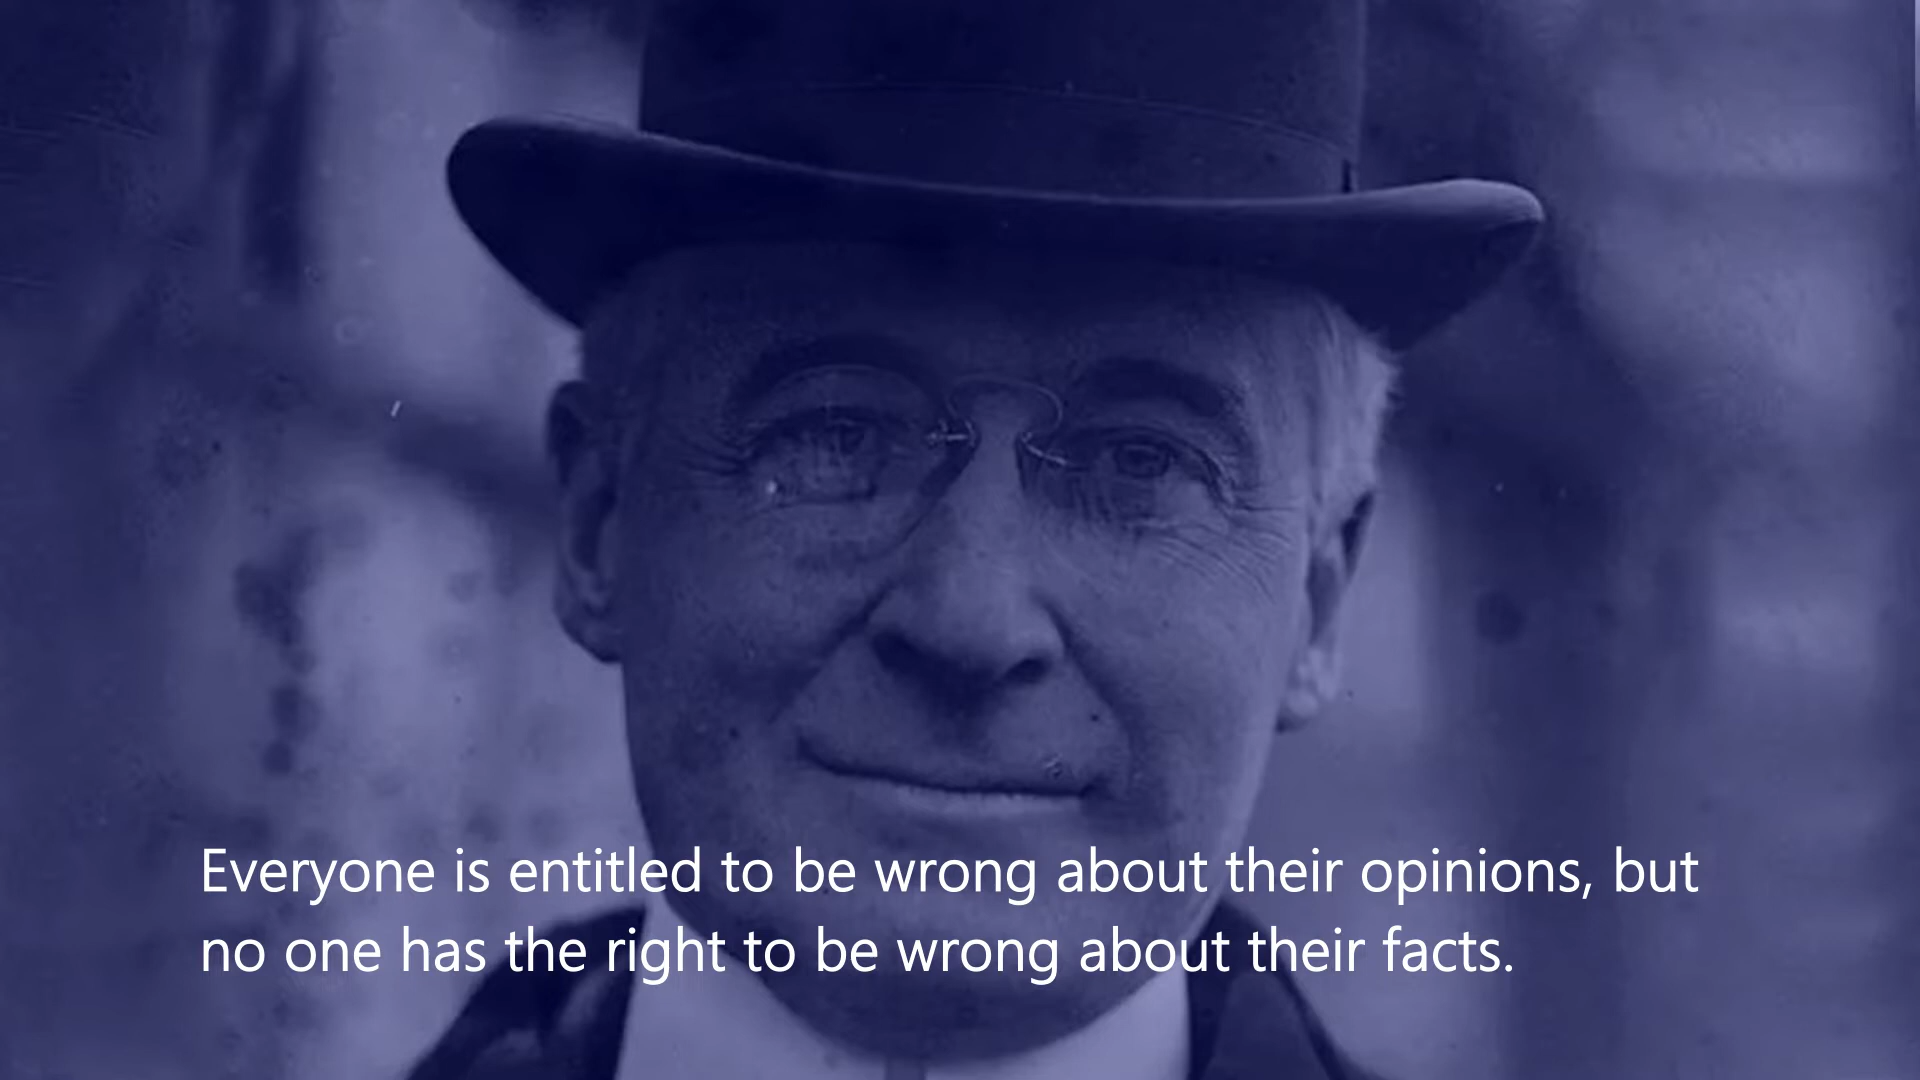 Everyone is entitled to be wrong about their opinions, but
no one has the right to be wrong about their facts.